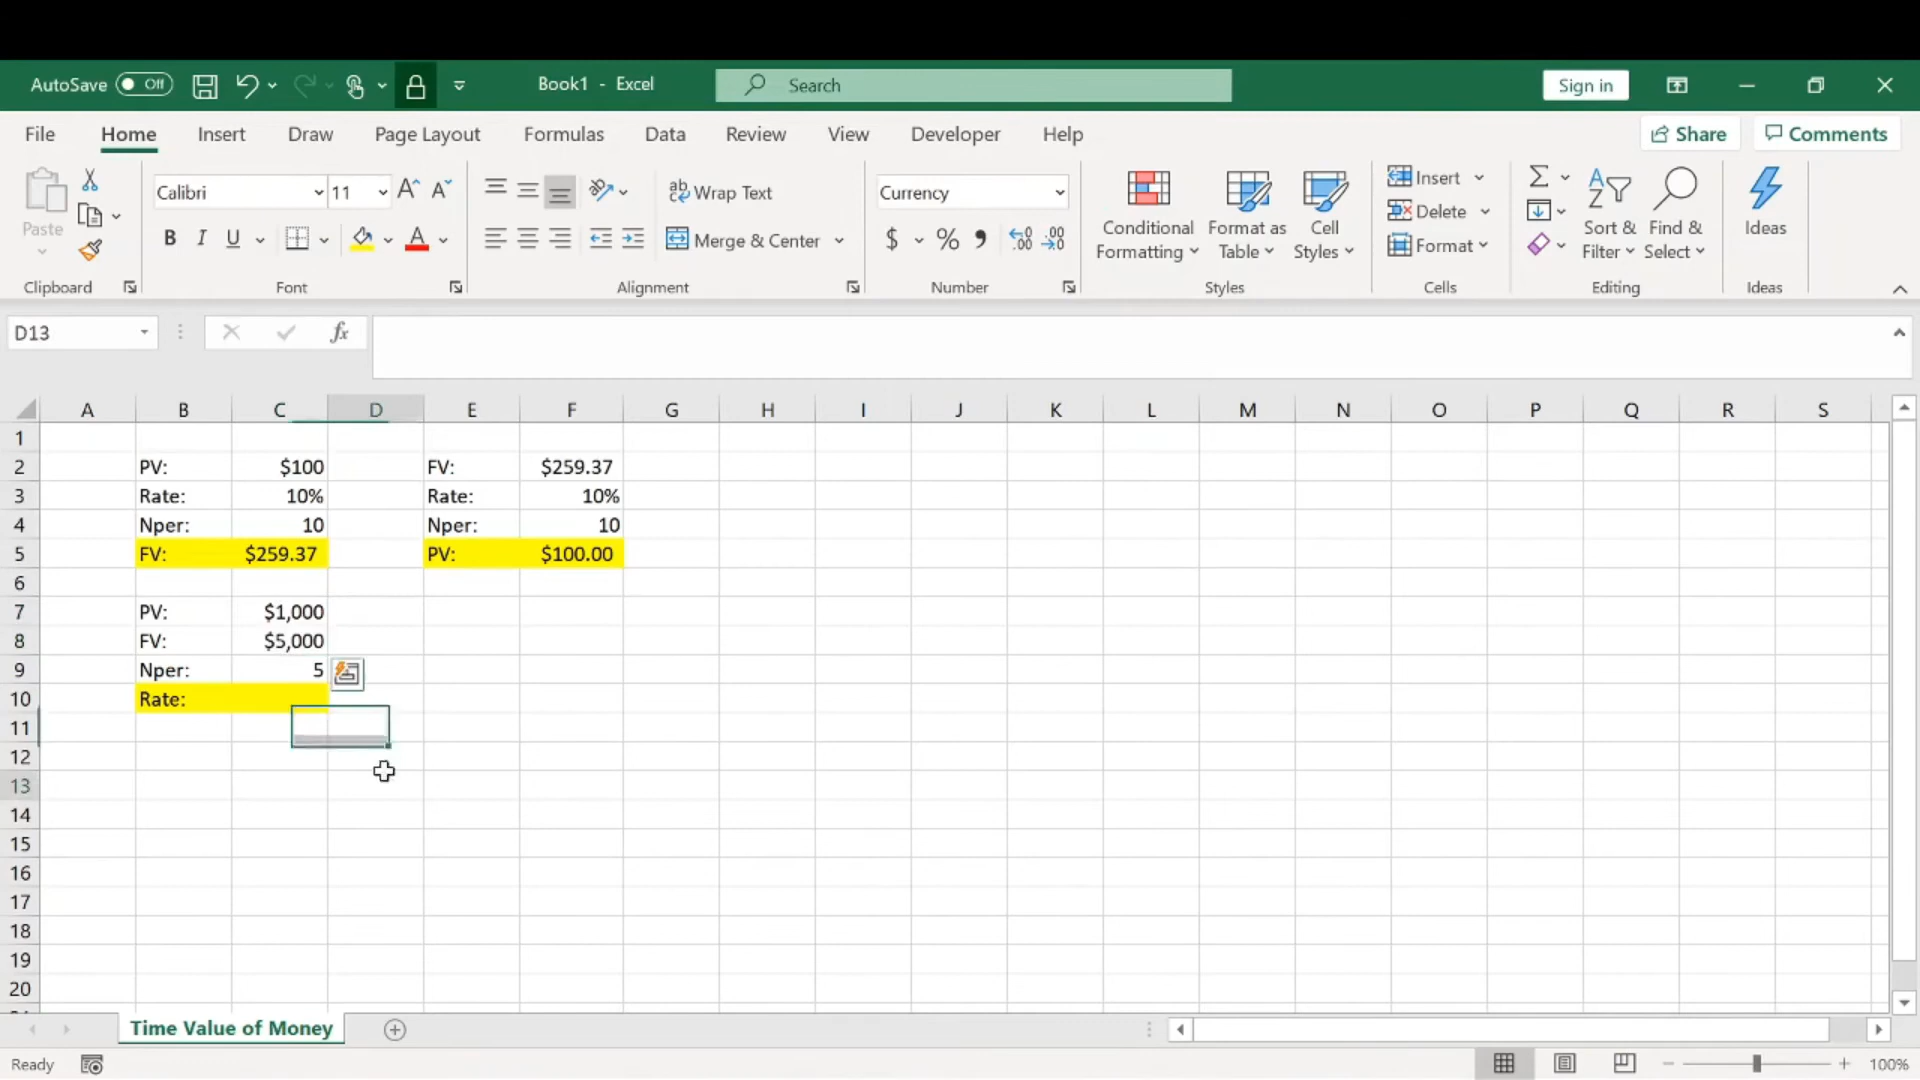 AutoSave Off Book1 - Excel Search Sign in
File Home Insert Draw Page Layout Formulas Data Review View Developer Help Share Comments
Paste
Calibri 11
B I U A
ab Wrap Text
Merge & Center
Currency
$ % 9
Conditional Formatting
Format as Table
Cell Styles
Insert
Delete
Format
Sort & Filter
Find & Select
Ideas
Clipboard Font Alignment Number Styles Cells Editing Ideas
D13 fx
A B C D E F G H I J K L M N O P Q R S
1
2 PV: $100 FV: $259.37
3 Rate: 10% Rate: 10%
4 Nper: 10 Nper: 10
5 FV: $259.37 PV: $100.00
6
7 PV: $1,000
8 FV: $5,000
9 Nper: 5
10 Rate:
11
12
13
14
15
16
17
18
19
20
Time Value of Money
Ready 100%